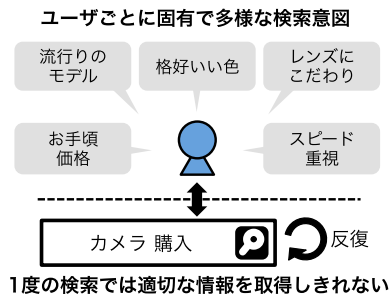 ユーザごとに固有で多様な検索意図
流行りの
モデル
格好いい色
レンズに
こだわり
お手頃
価格
スピード
重視
カメラ 購入
反復
1度の検索では適切な情報を取得しきれない